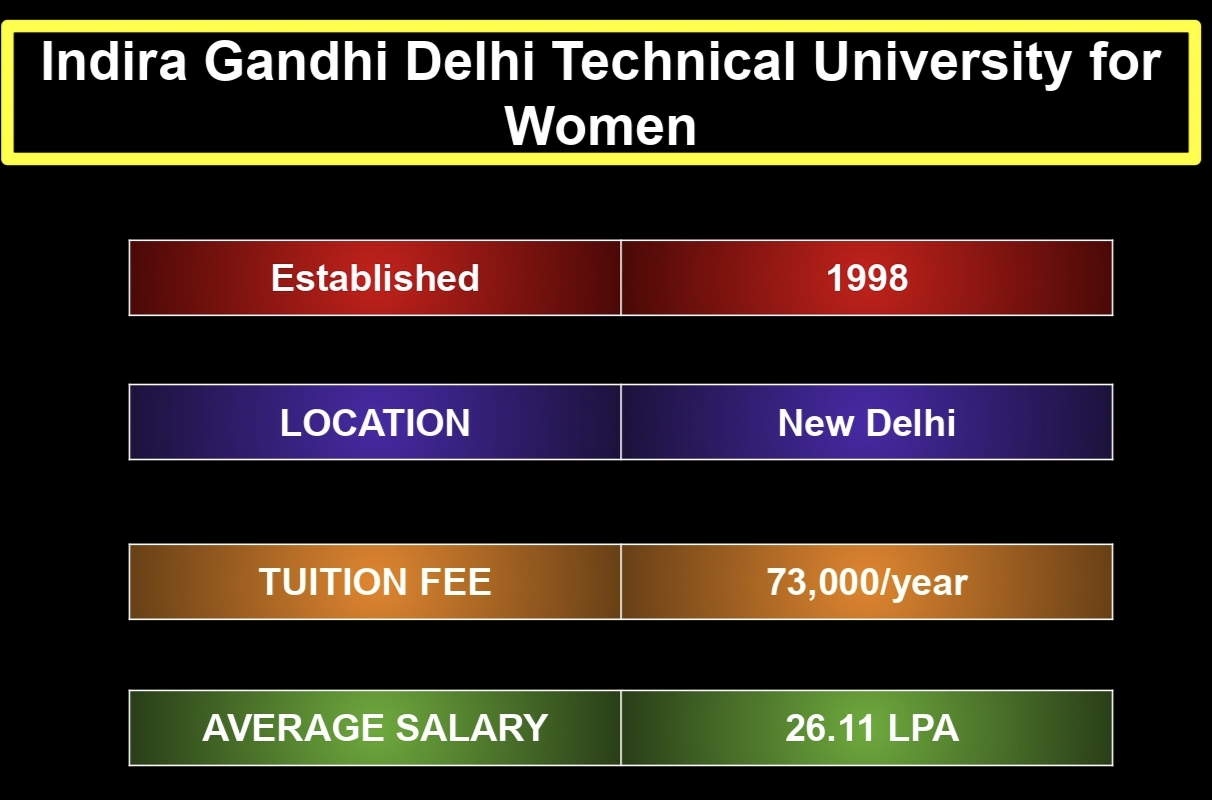 Indira Gandhi Delhi Technical University for
Women
Established 1998
LOCATION New Delhi
TUITION FEE 73,000/year
AVERAGE SALARY 26.11 LPA